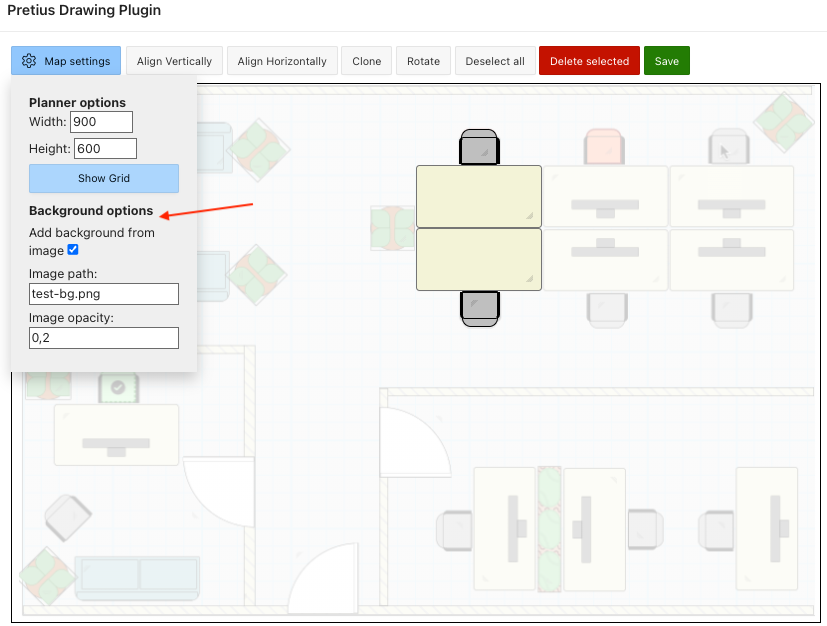 Pretius Drawing Plugin
Map settings
Align Vertically
Align Horizontally
Clone
Rotate
Deselect all
Delete selected
Save
Planner options
Width: 900
Height: 600
Show Grid
Background options
Add background from
image
Image path:
test-bg.png
Image opacity:
0,2